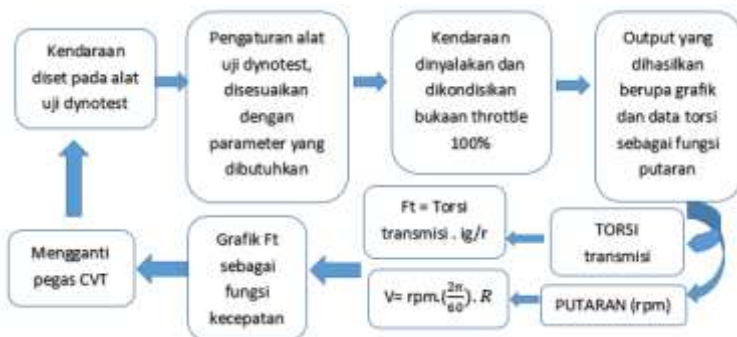 Kendaraan
diset pada alat
uji dynotest
Pengaturan alat
uji dynotest,
disesuaikan
dengan
parameter yang
dibutuhkan
Kendaraan
dinyalakan dan
dikondisikan
bukaan throttle
100%
Output yang
dihasilkan
berupa grafik
dan data torsi
sebagai fungsi
putaran
TORSI
transmisi
PUTARAN (rpm)
Ft = Torsi
transmisi . ig/r
V= rpm.(2π/60). R
Grafik Ft
sebagai
fungsi
kecepatan
Mengganti
pegas CVT